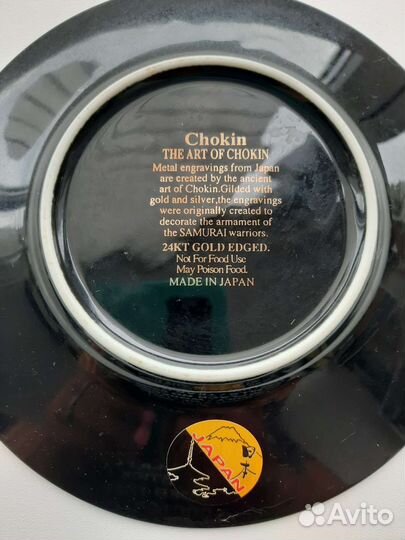 Chokin
THE ART OF CHOKIN
Metal engravings from Japan
are created by the ancient
art of Chokin.Gilded with
gold and silver,the engravings
were originally created to
decorate the armament of
the SAMURAI warriors.
24KT GOLD EDGED.
Not For Food Use
May Poison Food.
MADE IN JAPAN
JAPAN
Avito